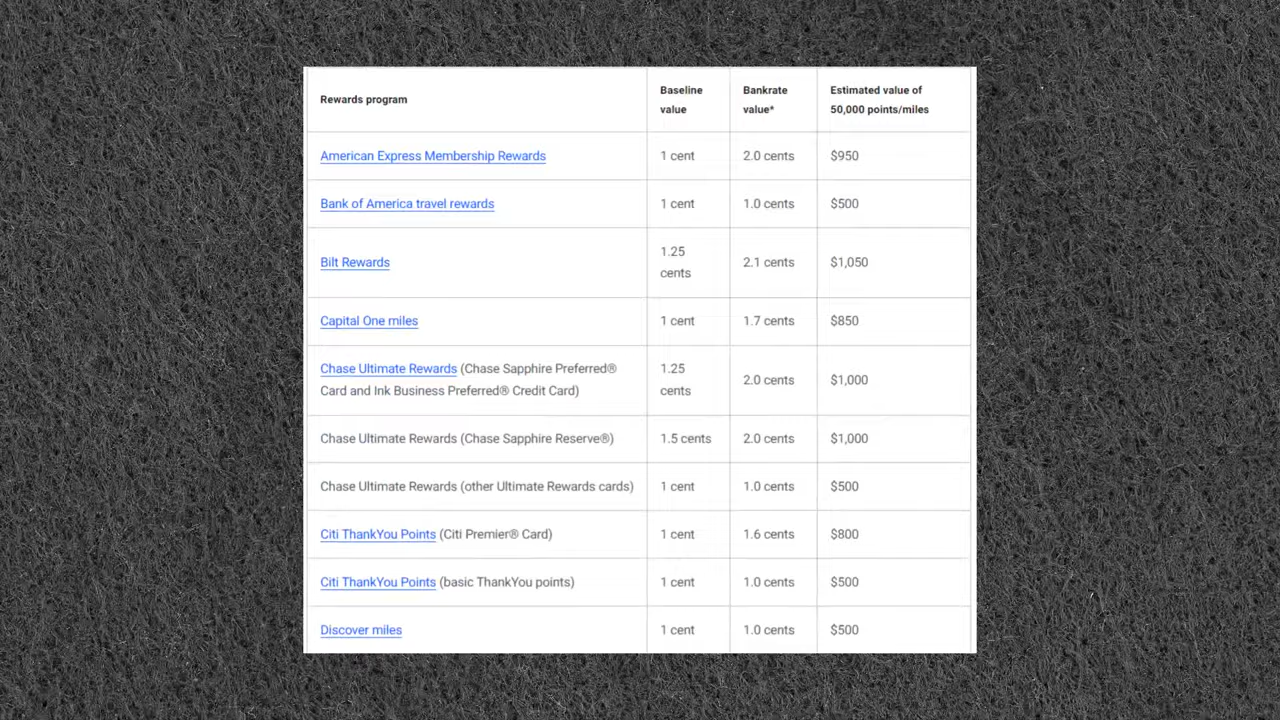 Rewards program
Baseline
value
Bankrate
value*
Estimated value of
50,000 points/miles
American Express Membership Rewards
1 cent
2.0 cents
$950
Bank of America travel rewards
1 cent
1.0 cents
$500
Bilt Rewards
1.25
cents
2.1 cents
$1,050
Capital One miles
1 cent
1.7 cents
$850
Chase Ultimate Rewards (Chase Sapphire Preferred®
Card and Ink Business Preferred® Credit Card)
1.25
cents
2.0 cents
$1,000
Chase Ultimate Rewards (Chase Sapphire Reserve®)
1.5 cents
2.0 cents
$1,000
Chase Ultimate Rewards (other Ultimate Rewards cards)
1 cent
1.0 cents
$500
Citi ThankYou Points (Citi Premier® Card)
1 cent
1.6 cents
$800
Citi ThankYou Points (basic ThankYou points)
1 cent
1.0 cents
$500
Discover miles
1 cent
1.0 cents
$500